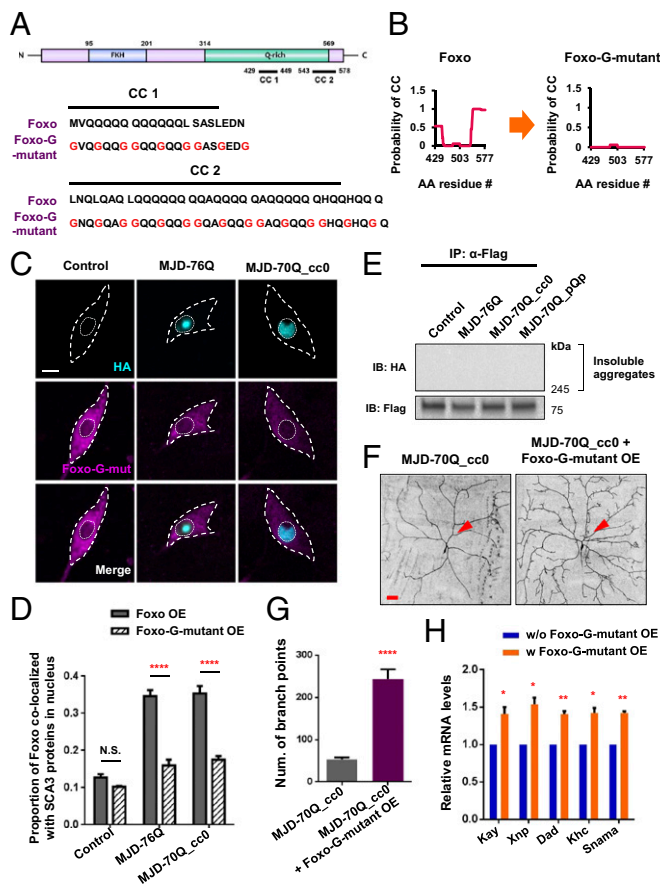 A
95 201 314 569
N FKH Q-rich C
429 449 543 578
CC 1 CC 2
CC 1
Foxo MVQQQQQ QQQQQQL SASLEDN
Foxo-G
-mutant GVQGQQG GQQGQQG GASGEDG
CC 2
Foxo LNQLQAQ LQQQQQQ QQAQQQQ QAQQQQQ QHQQHQQ Q
Foxo-G
-mutant GNQGQAG GQQGQQG GQAGQQG GAQGQQG GHQGHQG Q
B
Foxo Foxo-G-mutant
Probability of CC
1.5
1
0.5
0
429 503 577
AA residue #
Probability of CC
1.5
1
0.5
0
429 503 577
AA residue #
C
Control MJD-76Q MJD-70Q_cc0
HA
Foxo-G-mut
Merge
E
IP: α-Flag
Control MJD-76Q MJD-70Q_cc0 MJD-70Q_pQp
kDa
IB: HA
Insoluble
aggregates
245
IB: Flag 75
F
MJD-70Q_cc0
MJD-70Q_cc0 +
Foxo-G-mutant OE
D
Foxo OE
Foxo-G-mutant OE
Proportion of Foxo co-localized
with SCA3 proteins in nucleus
0.4
0.3
0.2
0.1
0.0
N.S.
**** ****
Control MJD-76Q MJD-70Q_cc0
G
Num. of branch points
300
200
100
0
****
MJD-70Q_cc0
MJD-70Q_cc0
+ Foxo-G-mutant OE
H
w/o Foxo-G-mutant OE
w Foxo-G-mutant OE
Relative mRNA levels
2.0
1.5
1.0
0.5
0.0
* * ** * **
Kay Xnp Dad Khc Snama